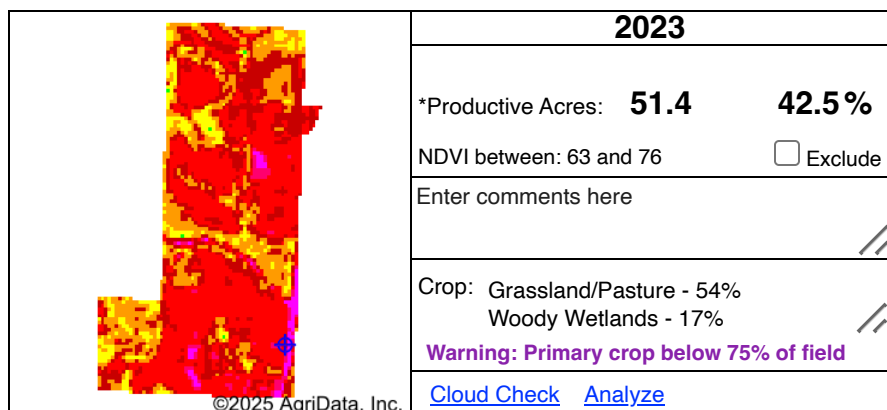 2023
*Productive Acres: 51.4 42.5%
NDVI between: 63 and 76 Exclude
Enter comments here
Crop: Grassland/Pasture - 54%
Woody Wetlands - 17%
Warning: Primary crop below 75% of field
Cloud Check Analyze
©2025 AgriData, Inc.